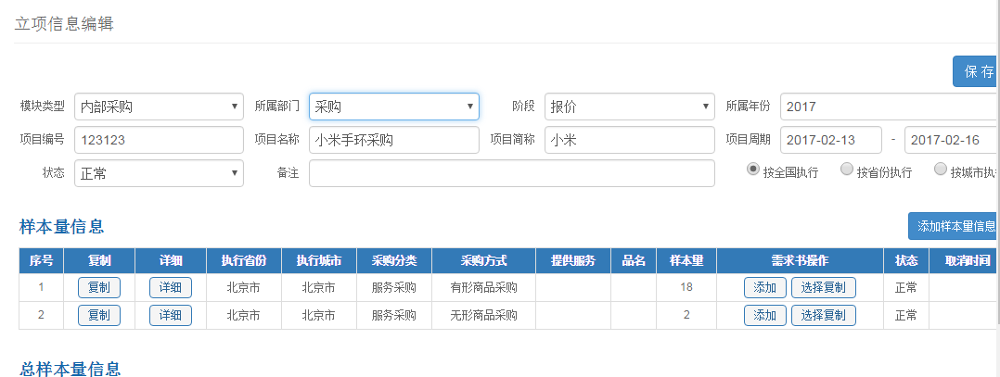 立项信息编辑
保 存
模块类型 内部采购 所属部门 采购 阶段 报价 所属年份 2017
项目编号 123123 项目名称 小米手环采购 项目简称 小米 项目周期 2017-02-13 - 2017-02-16
状态 正常 备注 按全国执行 按省份执行 按城市执行
样本量信息 添加样本量信息
序号 复制 详细 执行省份 执行城市 采购分类 采购方式 提供服务 品名 样本量 需求书操作 状态 取消时间
1 复制 详细 北京市 北京市 服务采购 有形商品采购 18 添加 选择复制 正常
2 复制 详细 北京市 北京市 服务采购 无形商品采购 2 添加 选择复制 正常
总样本量信息